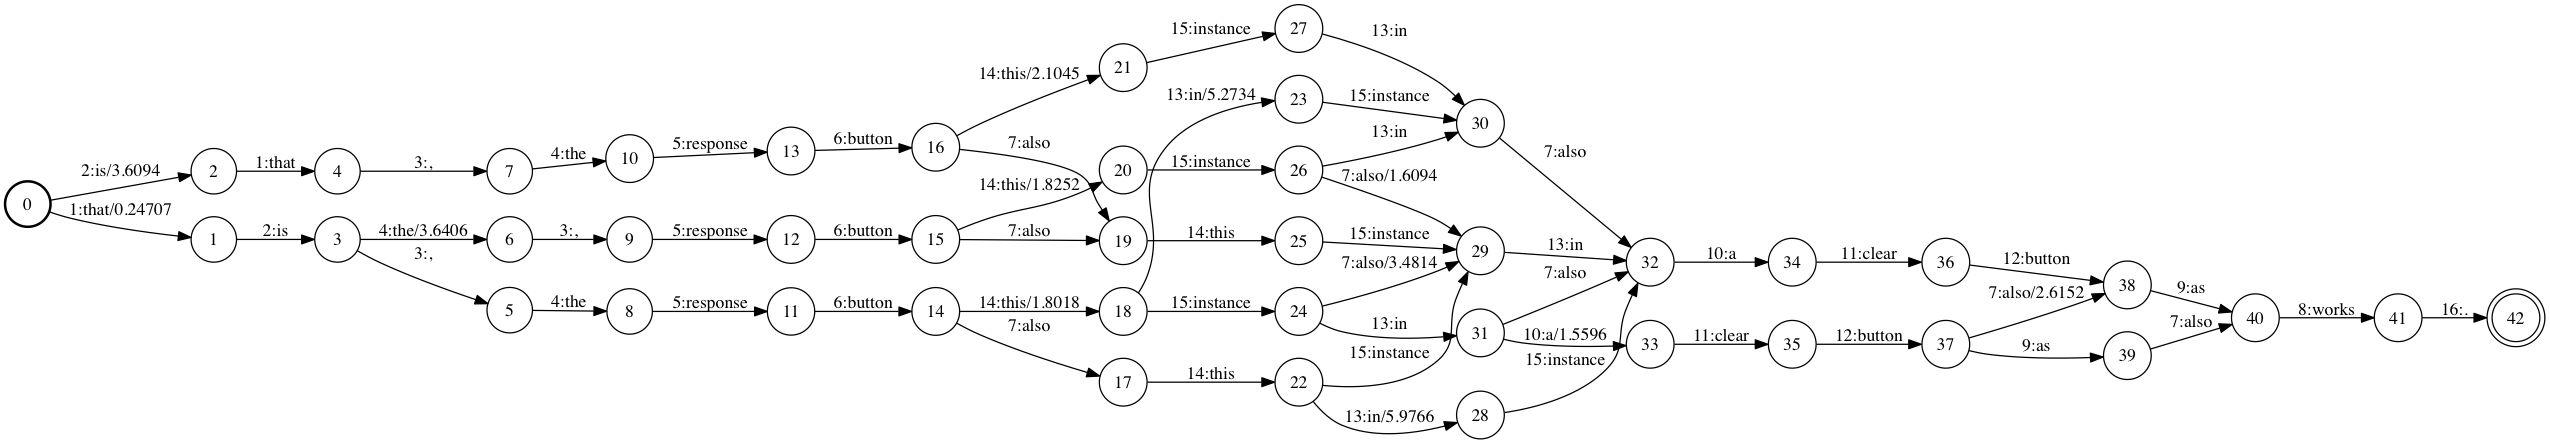 0
2:is/3.6094
1:that/0.24707
2
1
1:that
2:is
4
3
3:,
4:the/3.6406
3:,
7
6
5
4:the
3:,
4:the
10
9
8
5:response
5:response
5:response
13
12
11
6:button
6:button
6:button
16
15
14
14:this/2.1045
7:also
14:this/1.8252
7:also
14:this/1.8018
7:also
21
20
19
18
17
15:instance
13:in/5.2734
15:instance
14:this
15:instance
14:this
27
23
26
25
24
22
13:in
15:instance
13:in
7:also/1.6094
15:instance
7:also/3.4814
13:in
15:instance
13:in/5.9766
30
29
31
28
7:also
13:in
7:also
10:a/1.5596
15:instance
32
33
10:a
11:clear
34
35
11:clear
12:button
36
37
12:button
7:also/2.6152
9:as
38
39
9:as
7:also
40
8:works
41
16:.
42